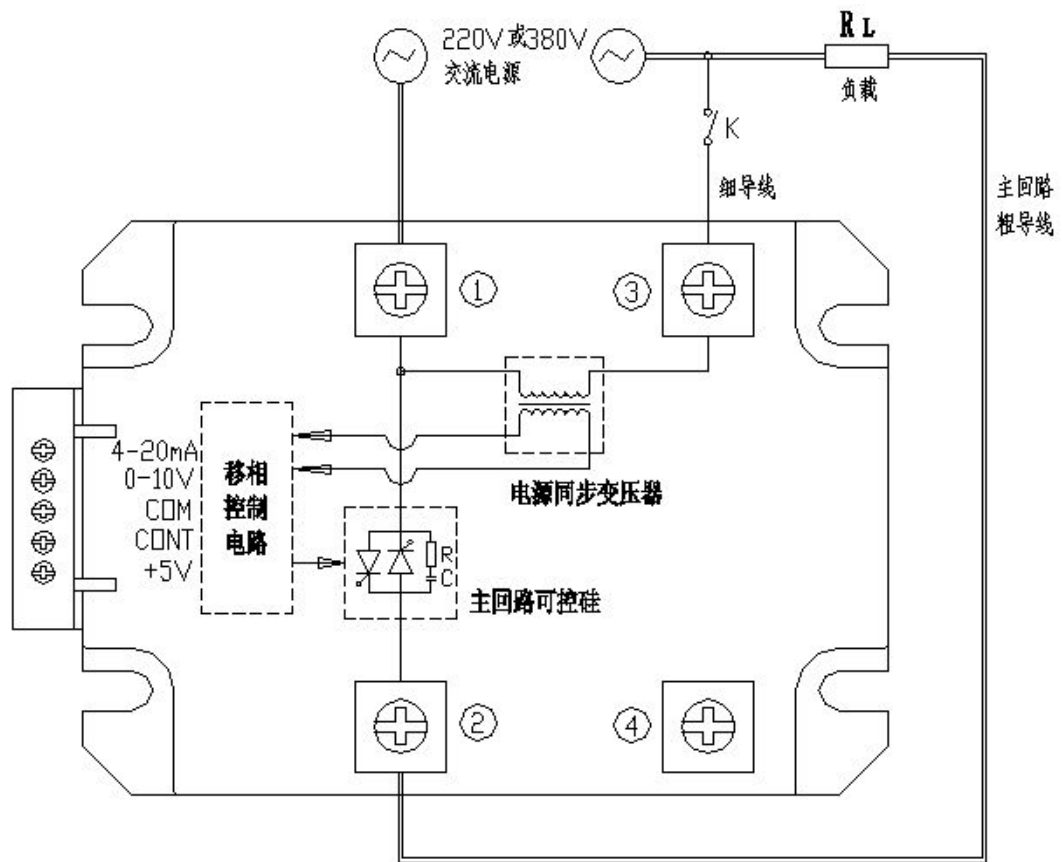 220V或380V
交流电源
RL
负载
K
细导线
主回路
粗导线
①
③
4-20mA
0-10V
COM
CONT
+5V
移相
控制
电路
电源同步变压器
R
C
主回路可控硅
②
④